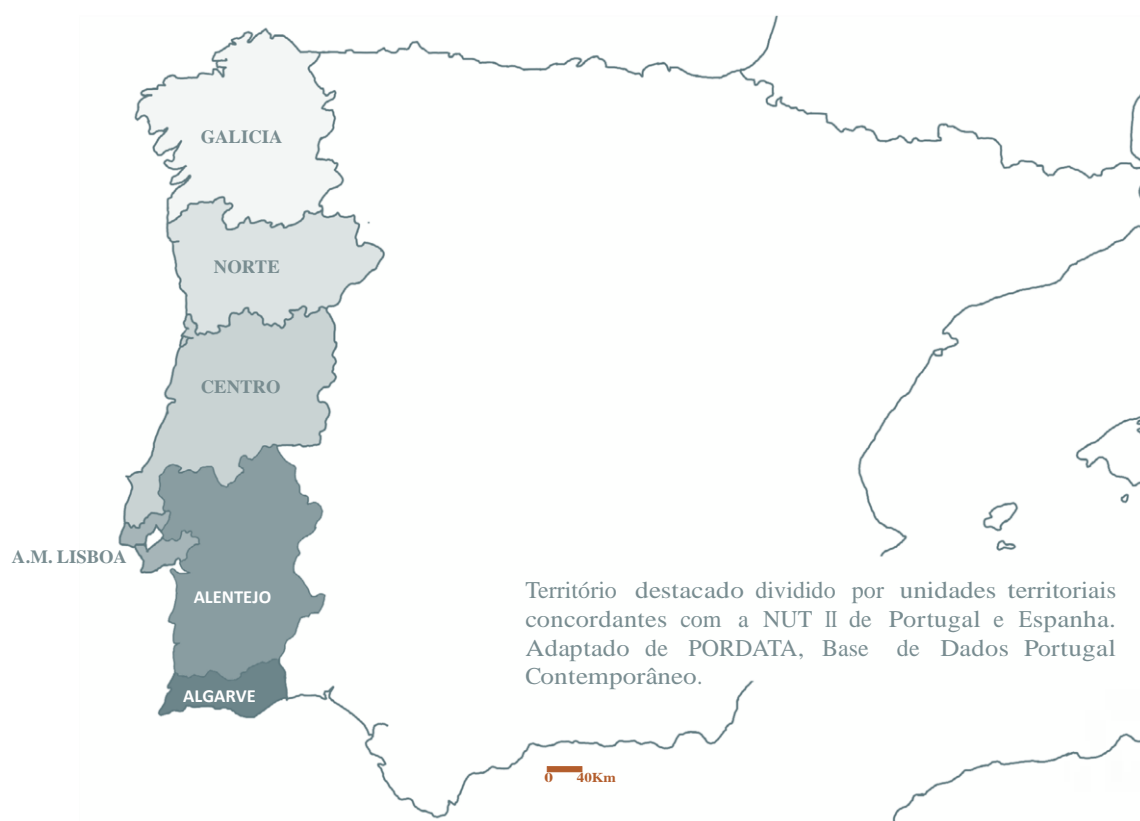 GALICIA
NORTE
CENTRO
A.M. LISBOA
ALENTEJO
ALGARVE
Território destacado dividido por unidades territoriais
concordantes com a NUT II de Portugal e Espanha.
Adaptado de PORDATA, Base de Dados Portugal
Contemporâneo.
0 40Km